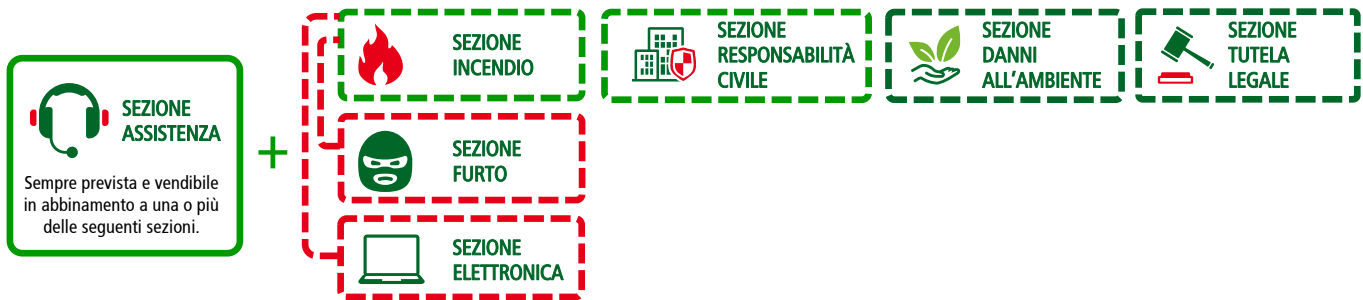 SEZIONE
ASSISTENZA
Sempre prevista e vendibile
in abbinamento a una o più
delle seguenti sezioni.
+
SEZIONE
INCENDIO
SEZIONE
FURTO
SEZIONE
ELETTRONICA
SEZIONE
RESPONSABILITÀ
CIVILE
SEZIONE
DANNI
ALL’AMBIENTE
SEZIONE
TUTELA
LEGALE